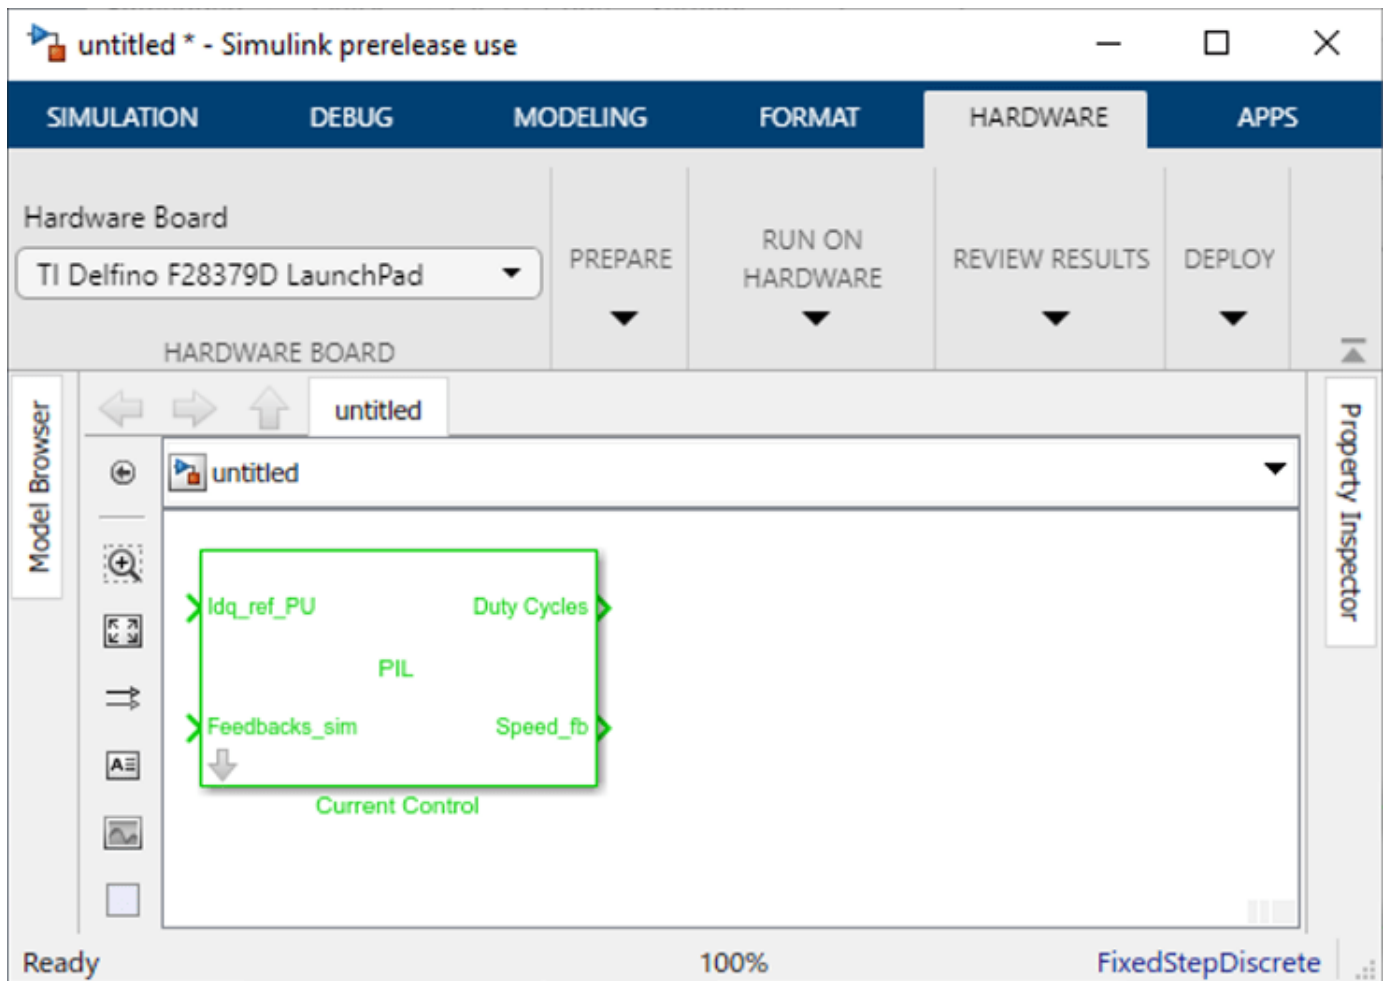 untitled * - Simulink prerelease use
SIMULATION DEBUG MODELING FORMAT HARDWARE APPS
Hardware Board
TI Delfino F28379D LaunchPad
HARDWARE BOARD
PREPARE
RUN ON
HARDWARE
REVIEW RESULTS
DEPLOY
Model Browser
untitled
untitled
Idq_ref_PU
Duty Cycles
PIL
Feedbacks_sim
Speed_fb
Current Control
Property Inspector
Ready
100%
FixedStepDiscrete